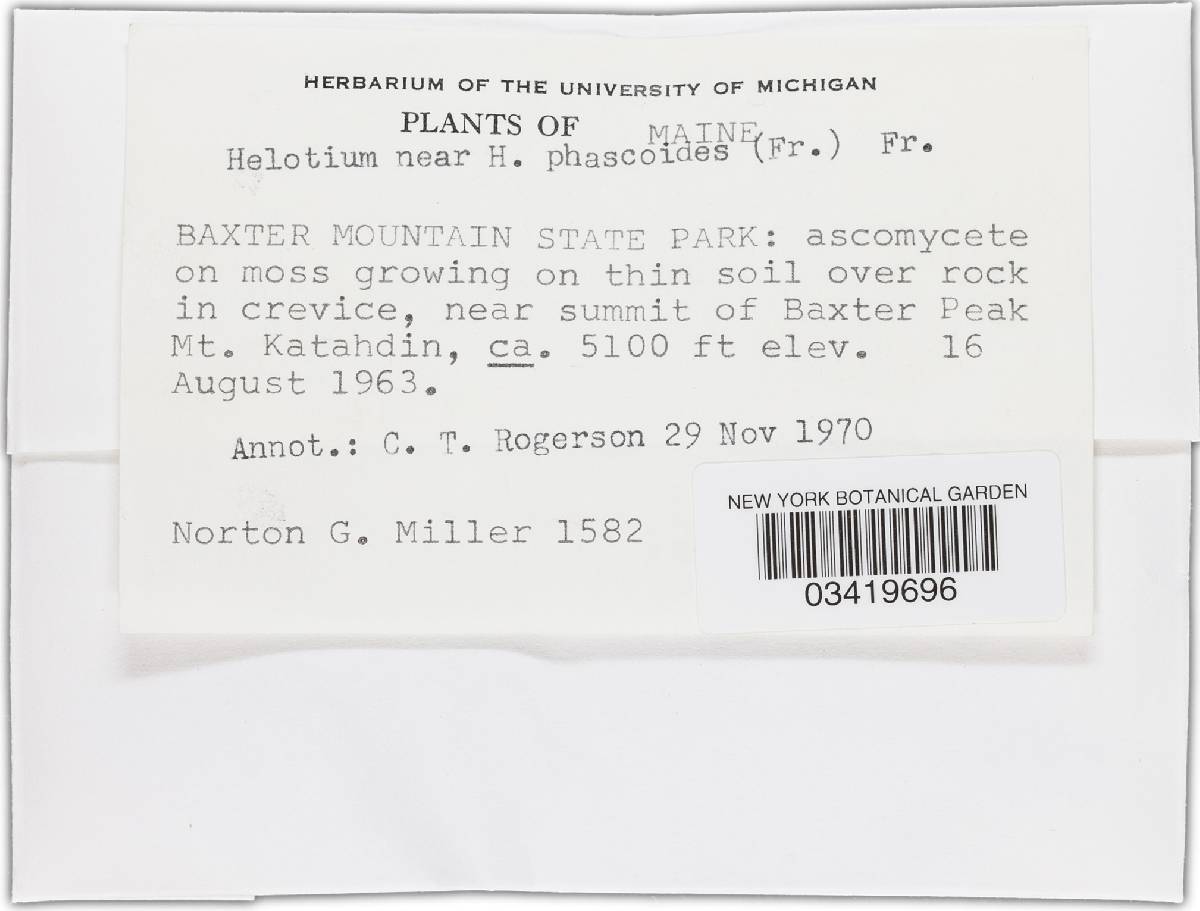 HERBARIUM OF THE UNIVERSITY OF MICHIGAN
PLANTS OF MAINE
Helotium near H. phascoides (Fr.) Fr.
BAXTER MOUNTAIN STATE PARK: ascomycete
on moss growing on thin soil over rock
in crevice, near summit of Baxter Peak
Mt. Katahdin, ca. 5100 ft elev. 16
August 1963.
Annot.: C. T. Rogerson 29 Nov 1970
Norton G. Miller 1582
NEW YORK BOTANICAL GARDEN
03419696